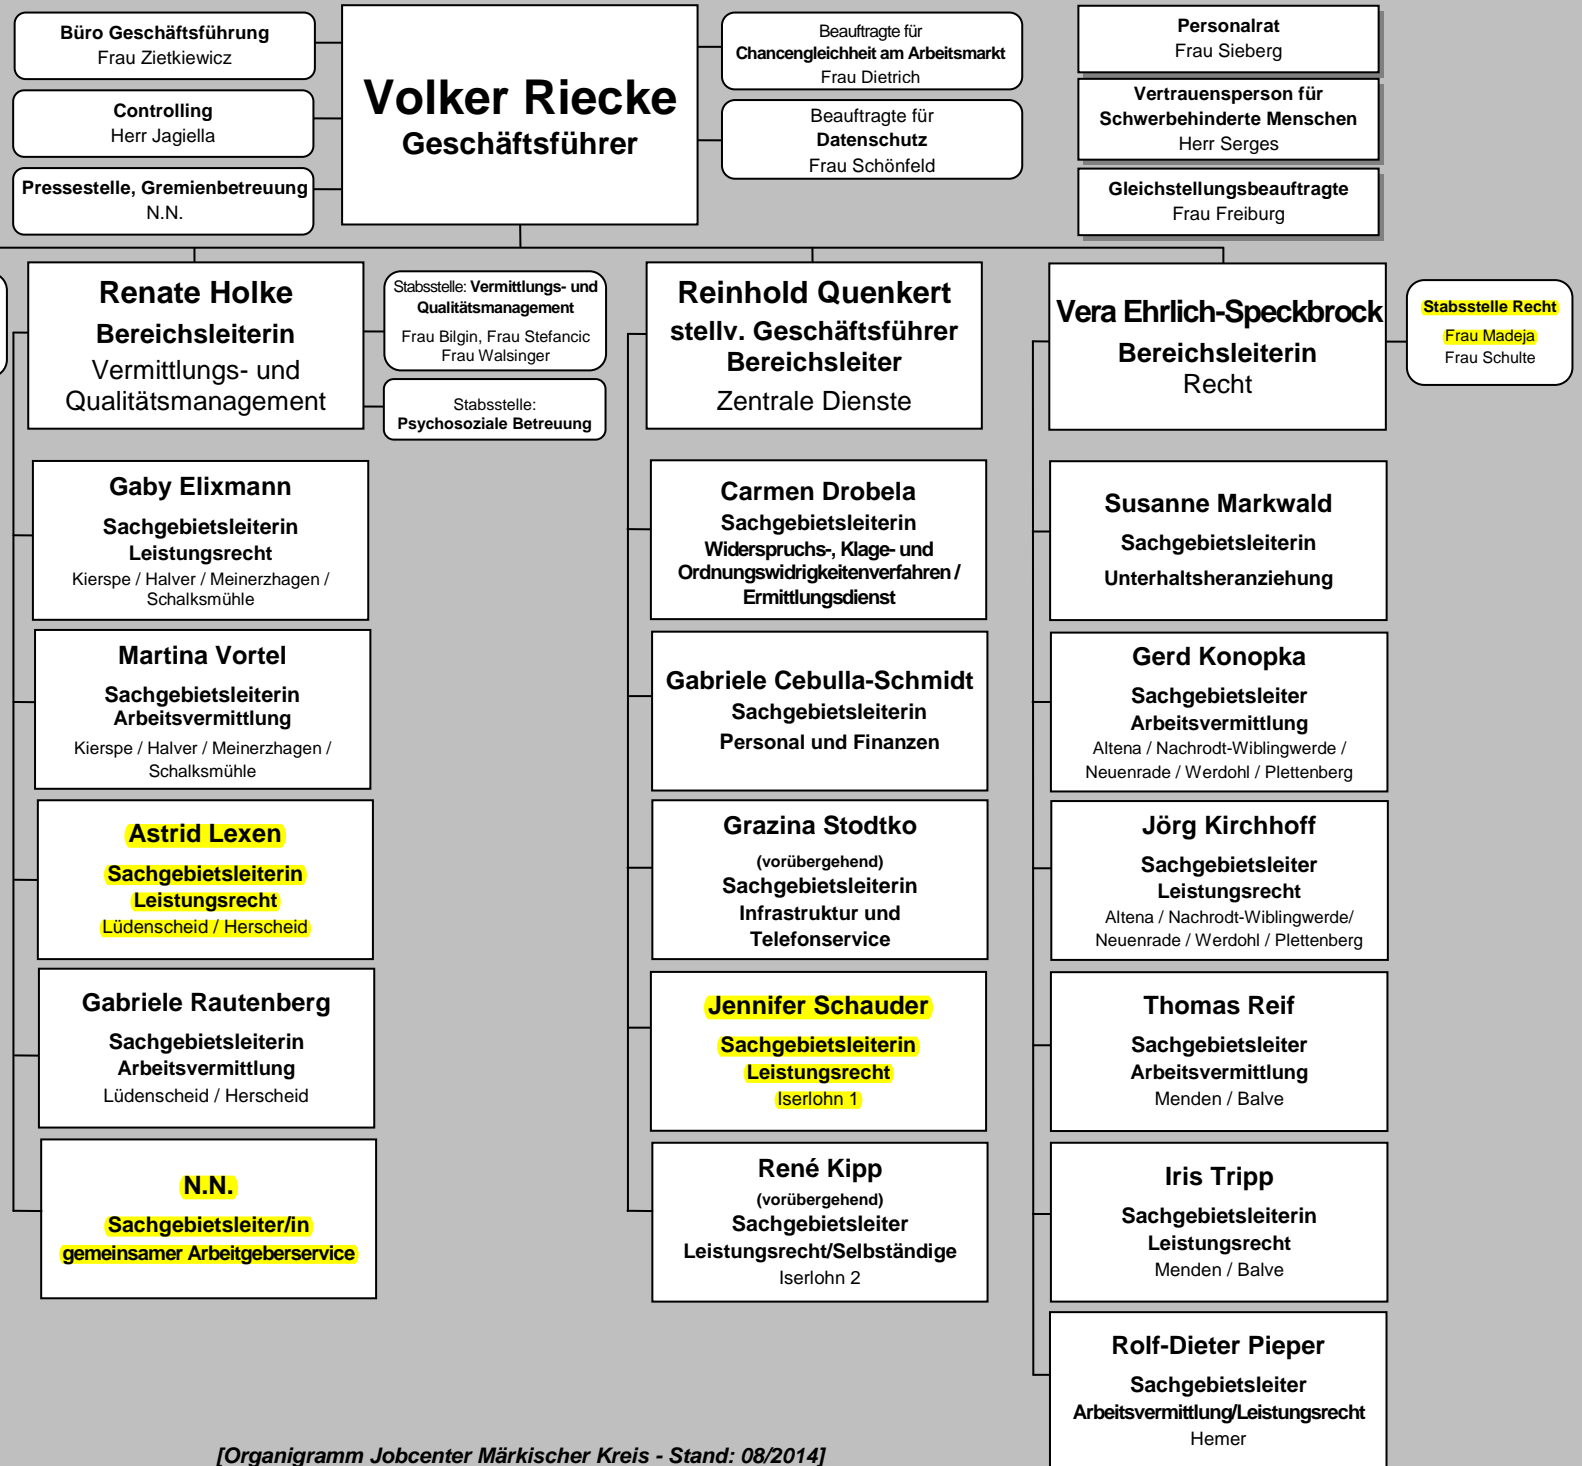 Büro Geschäftsführung
Frau Zietkiewicz
Controlling
Herr Jagiella
Pressestelle, Gremienbetreuung
N.N.
Volker Riecke
Geschäftsführer
Beauftragte für
Chancengleichheit am Arbeitsmarkt
Frau Dietrich
Beauftragte für
Datenschutz
Frau Schönfeld
Personalrat
Frau Sieberg
Vertrauensperson für
Schwerbehinderte Menschen
Herr Serges
Gleichstellungsbeauftragte
Frau Freiburg
Renate Holke
Bereichsleiterin
Vermittlungs- und
Qualitätsmanagement
Stabsstelle: Vermittlungs- und
Qualitätsmanagement
Frau Bilgin, Frau Stefancic
Frau Walsinger
Stabsstelle:
Psychosoziale Betreuung
Gaby Elixmann
Sachgebietsleiterin
Leistungsrecht
Kierspe / Halver / Meinerzhagen /
Schalksmühle
Martina Vortel
Sachgebietsleiterin
Arbeitsvermittlung
Kierspe / Halver / Meinerzhagen /
Schalksmühle
Astrid Lexen
Sachgebietsleiterin
Leistungsrecht
Lüdenscheid / Herscheid
Gabriele Rautenberg
Sachgebietsleiterin
Arbeitsvermittlung
Lüdenscheid / Herscheid
N.N.
Sachgebietsleiter/in
gemeinsamer Arbeitgeberservice
Reinhold Quenkert
stellv. Geschäftsführer
Bereichsleiter
Zentrale Dienste
Carmen Drobela
Sachgebietsleiterin
Widerspruchs-, Klage- und
Ordnungswidrigkeitenverfahren /
Ermittlungsdienst
Gabriele Cebulla-Schmidt
Sachgebietsleiterin
Personal und Finanzen
Grazina Stodtko
(vorübergehend)
Sachgebietsleiterin
Infrastruktur und
Telefonservice
Jennifer Schauder
Sachgebietsleiterin
Leistungsrecht
Iserlohn 1
René Kipp
(vorübergehend)
Sachgebietsleiter
Leistungsrecht/Selbständige
Iserlohn 2
Vera Ehrlich-Speckbrock
Bereichsleiterin
Recht
Stabsstelle Recht
Frau Madeja
Frau Schulte
Susanne Markwald
Sachgebietsleiterin
Unterhaltsheranziehung
Gerd Konopka
Sachgebietsleiter
Arbeitsvermittlung
Altena / Nachrodt-Wiblingwerde /
Neuenrade / Werdohl / Plettenberg
Jörg Kirchhoff
Sachgebietsleiter
Leistungsrecht
Altena / Nachrodt-Wiblingwerde/
Neuenrade / Werdohl / Plettenberg
Thomas Reif
Sachgebietsleiter
Arbeitsvermittlung
Menden / Balve
Iris Tripp
Sachgebietsleiterin
Leistungsrecht
Menden / Balve
Rolf-Dieter Pieper
Sachgebietsleiter
Arbeitsvermittlung/Leistungsrecht
Hemer
[Organigramm Jobcenter Märkischer Kreis - Stand: 08/2014]